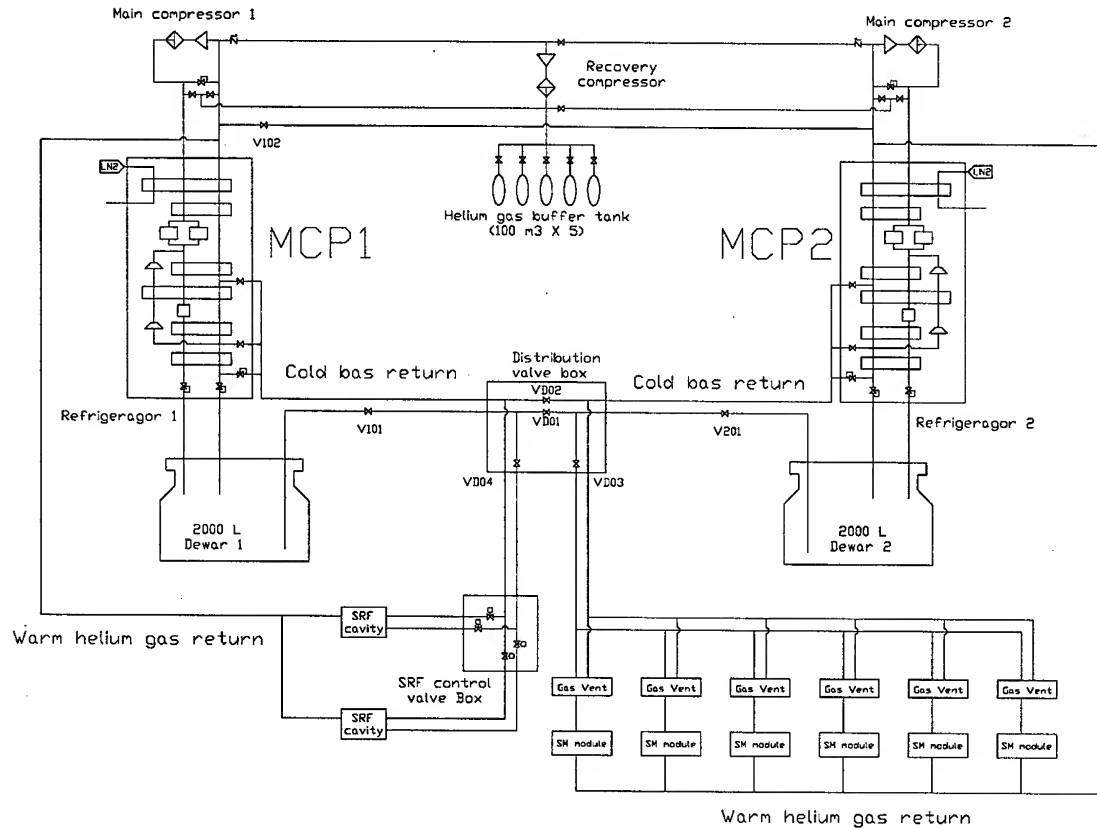 Main compressor 1
Main compressor 2
Recovery
compressor
V102
LN2
LN2
MCP1
MCP2
Helium gas buffer tank
(100 m3 X 5)
Cold bas return
Distribution
valve box
Cold bas return
VD02
Refrigeragor 1
V101
VD01
V201
Refrigeragor 2
VD04
VD03
2000 L
Dewar 1
2000 L
Dewar 2
SRF
cavity
Warm helium gas return
SRF control
valve Box
Gas Vent
Gas Vent
Gas Vent
Gas Vent
Gas Vent
Gas Vent
SRF
cavity
SM module
SM module
SM module
SM module
SM module
SM module
Warm helium gas return